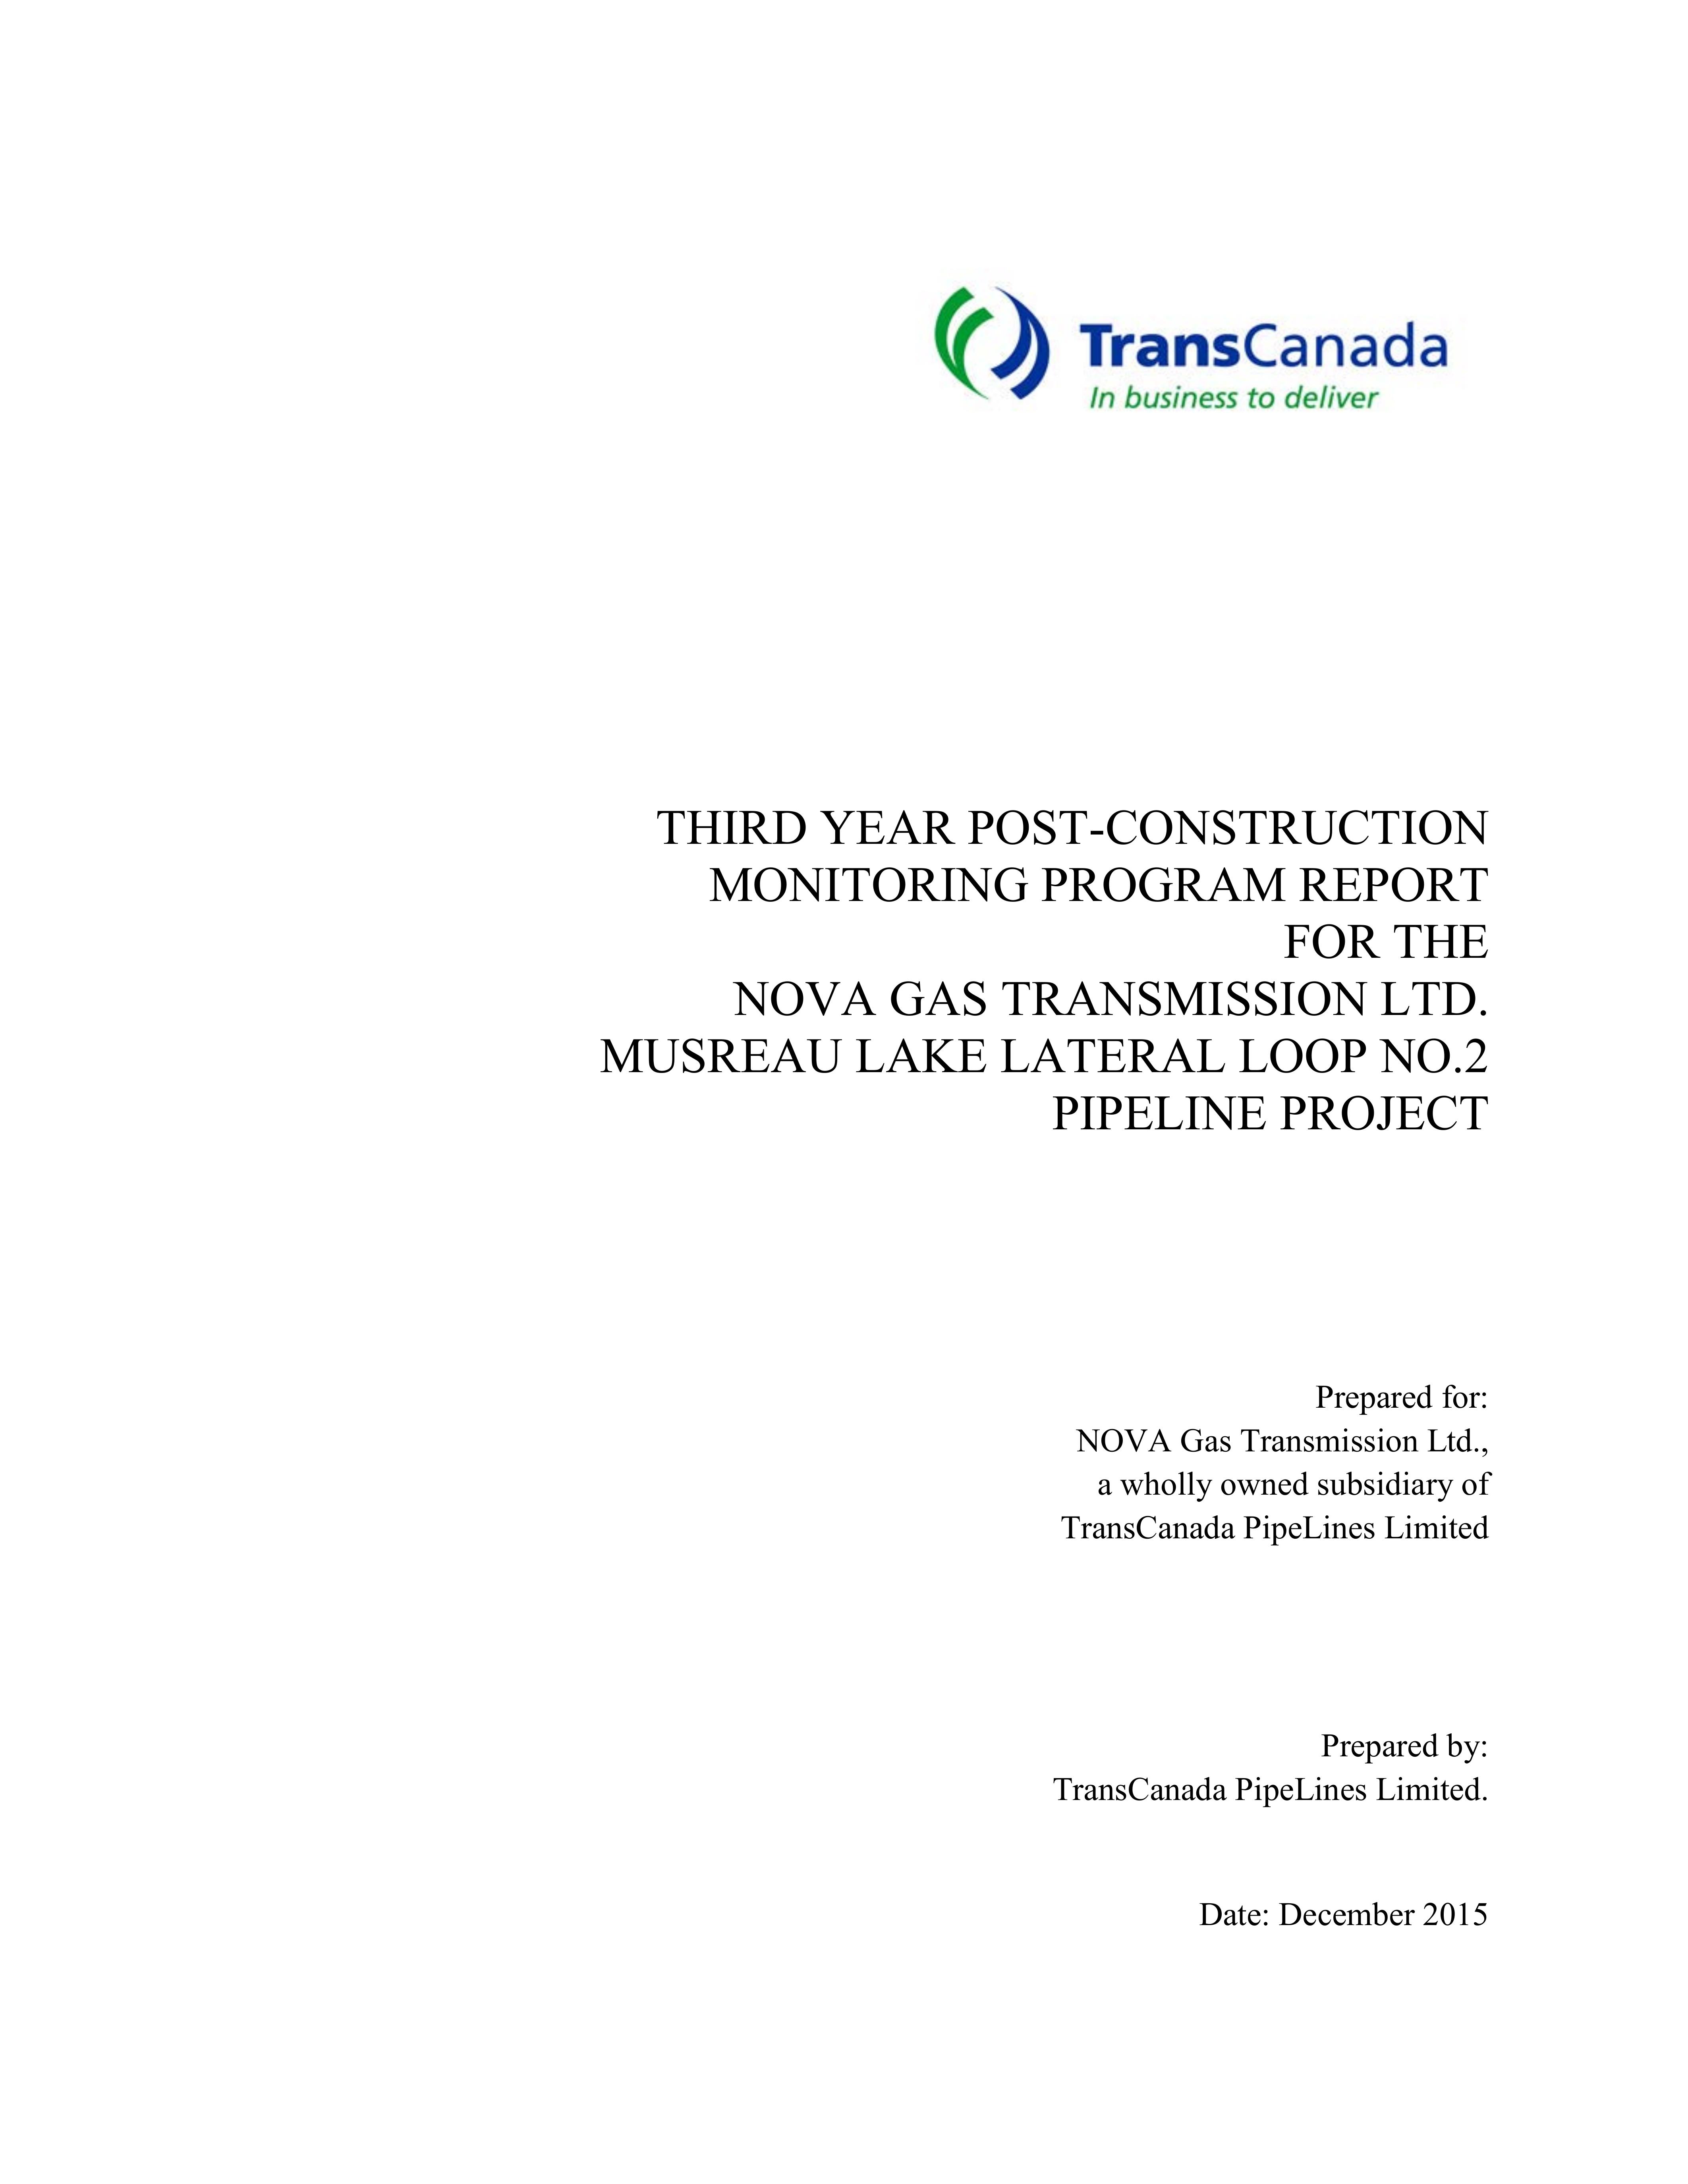 TransCanada
In business to deliver
THIRD YEAR POST-CONSTRUCTION
MONITORING PROGRAM REPORT
FOR THE
NOVA GAS TRANSMISSION LTD.
MUSREAU LAKE LATERAL LOOP NO.2
PIPELINE PROJECT
Prepared for:
NOVA Gas Transmission Ltd.,
a wholly owned subsidiary of
TransCanada PipeLines Limited
Prepared by:
TransCanada PipeLines Limited.
Date: December 2015